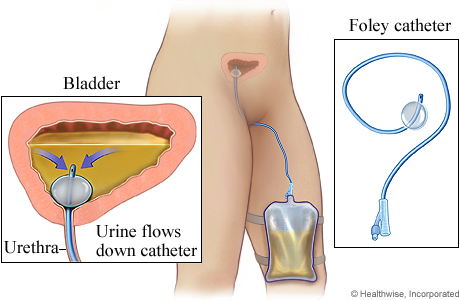 Foley catheter
Bladder
Urethra
Urine flows
down catheter
© Healthwise, Incorporated